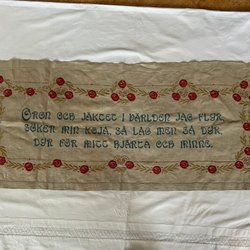 ORON OCH JÄKTET I VÄRLDEN JAG FLYR,
SÖKER MIN KOJA, SÅ LÅG MEN SÅ DYR,
DYR FÖR MITT HJÄRTA OCH MINNE.